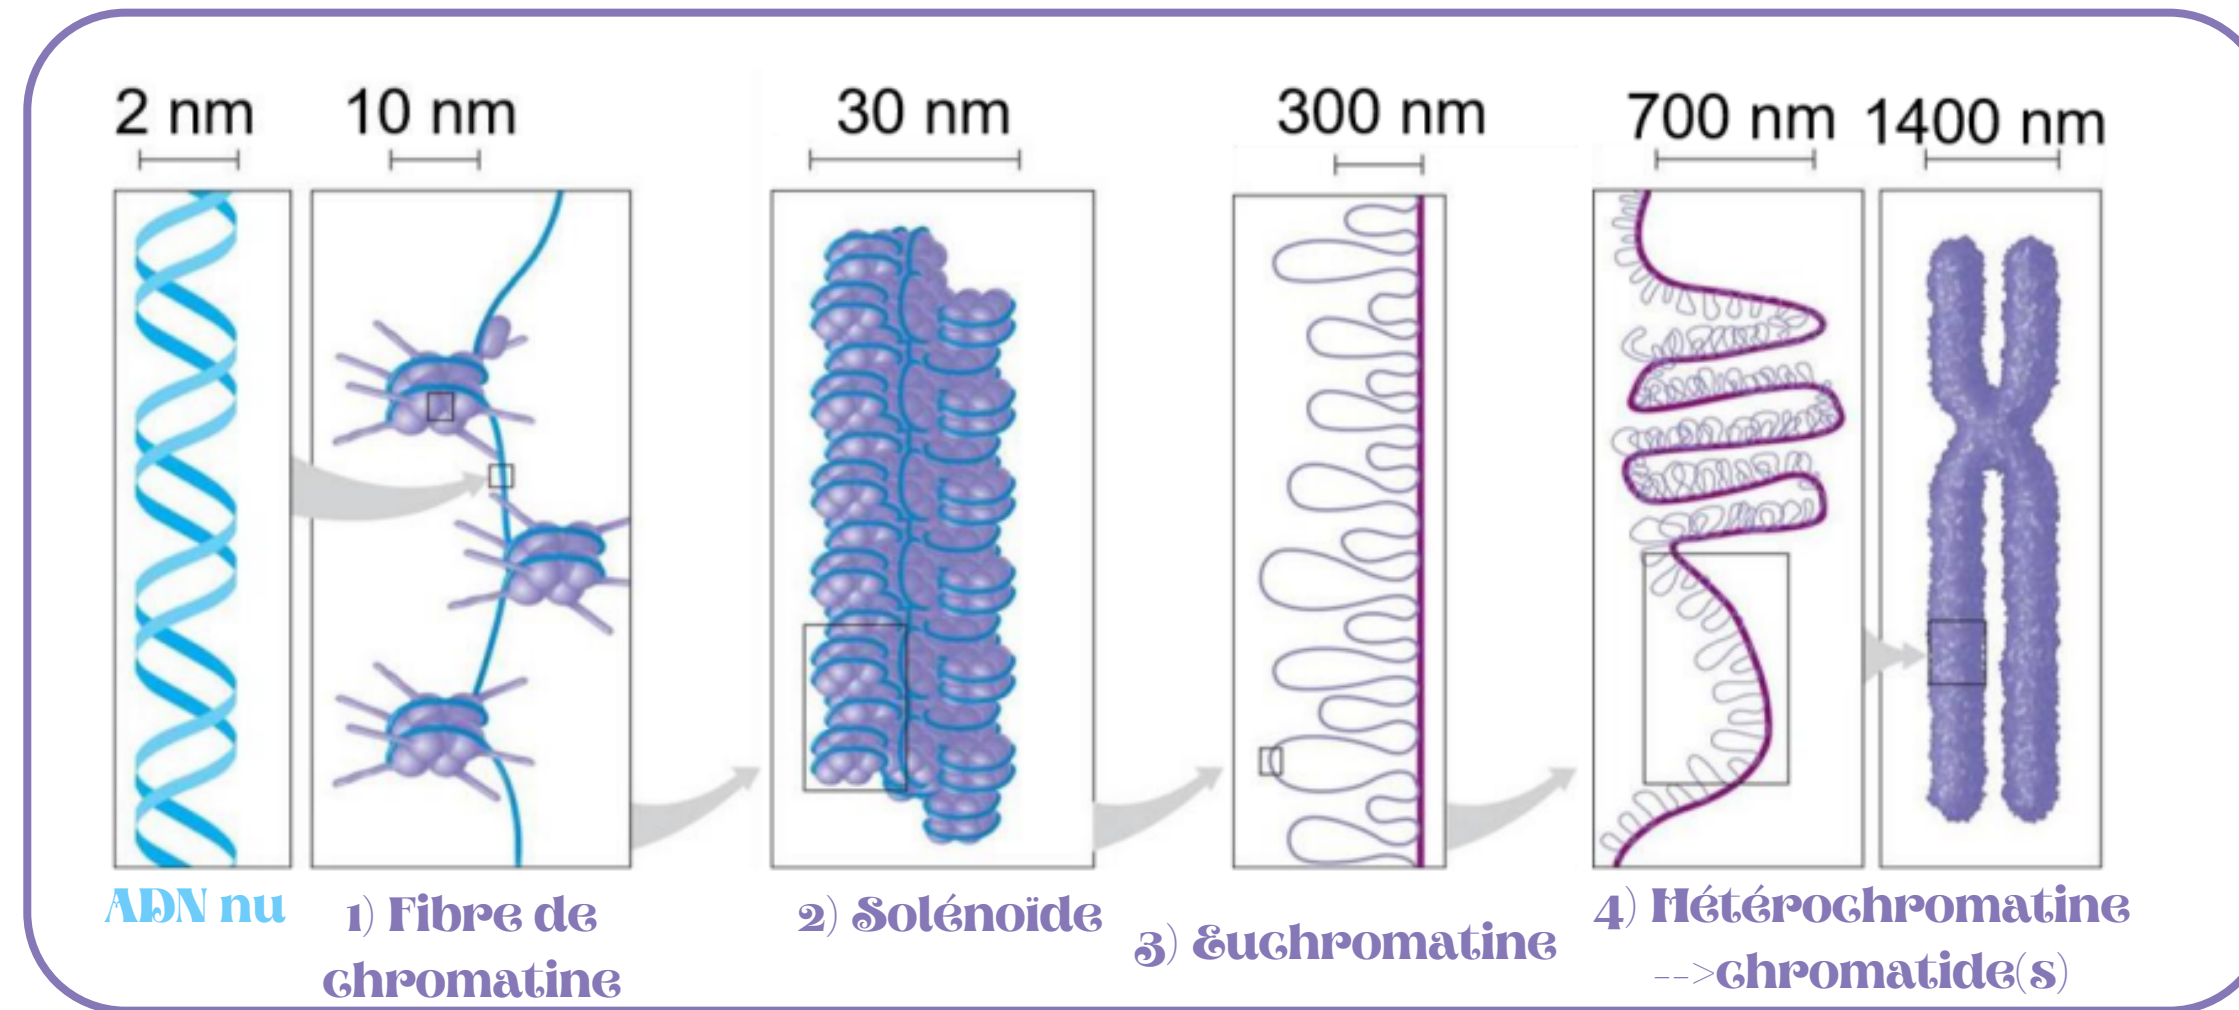 2 nm
10 nm
30 nm
300 nm
700 nm
1400 nm
ADN nu
1) Fibre de
chromatine
2) Solénoïde
3) Euchromatine
4) Hétérochromatine
-->chromatide(s)